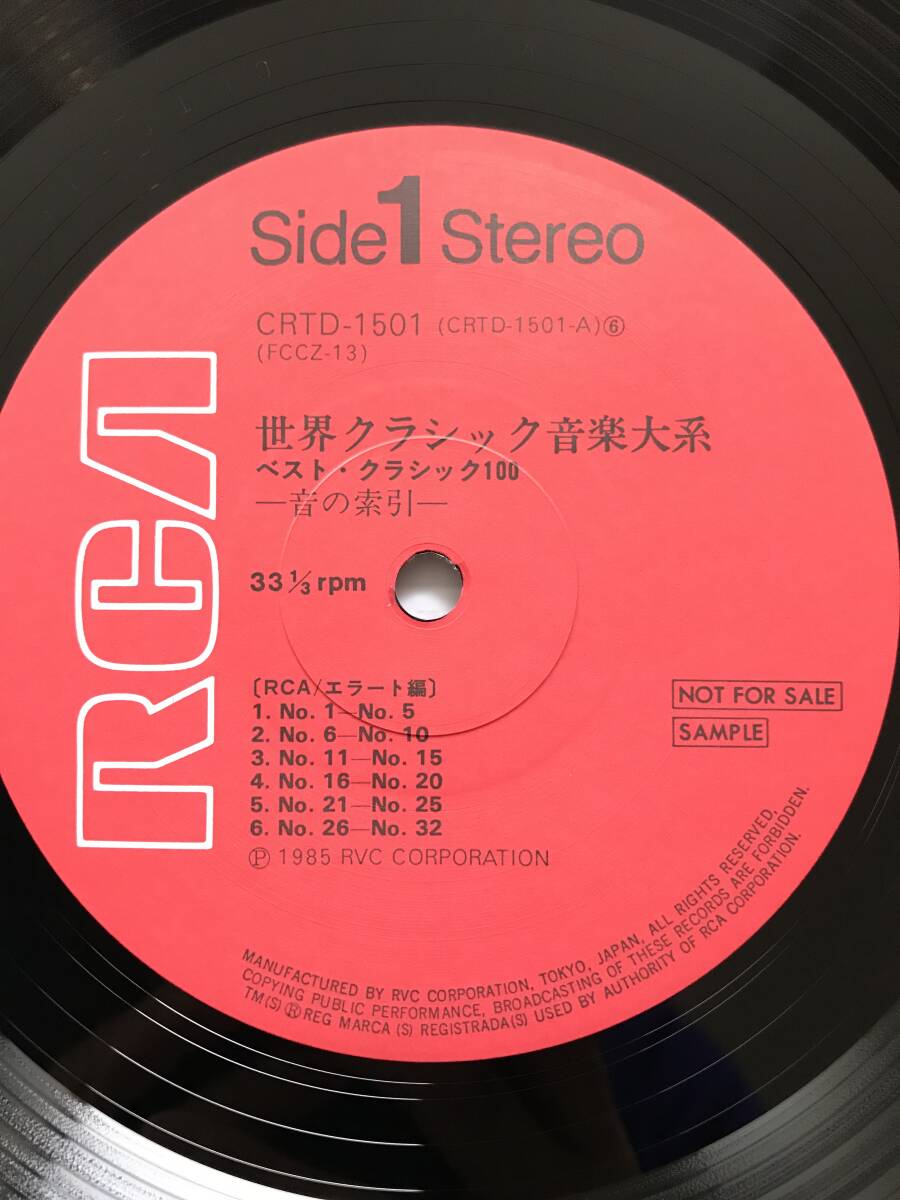 Side 1 Stereo
CRTD-1501 (CRTD-1501-A)⑥
(FCCZ-13)
世界クラシック音楽大系
ベスト・クラシック100
—音の索引—
33 1/3 rpm
RCA
〔RCA/エラート編〕
1. No. 1—No. 5
2. No. 6—No. 10
3. No. 11—No. 15
4. No. 16—No. 20
5. No. 21—No. 25
6. No. 26—No. 32
℗ 1985 RVC CORPORATION
NOT FOR SALE
SAMPLE
MANUFACTURED BY RVC CORPORATION, TOKYO, JAPAN, ALL RIGHTS RESERVED,
COPYING PUBLIC PERFORMANCE, BROADCASTING OF THESE RECORDS ARE FORBIDDEN.
TM(S) ® REG MARCA (S) REGISTRADA(S) USED BY AUTHORITY OF RCA CORPORATION.